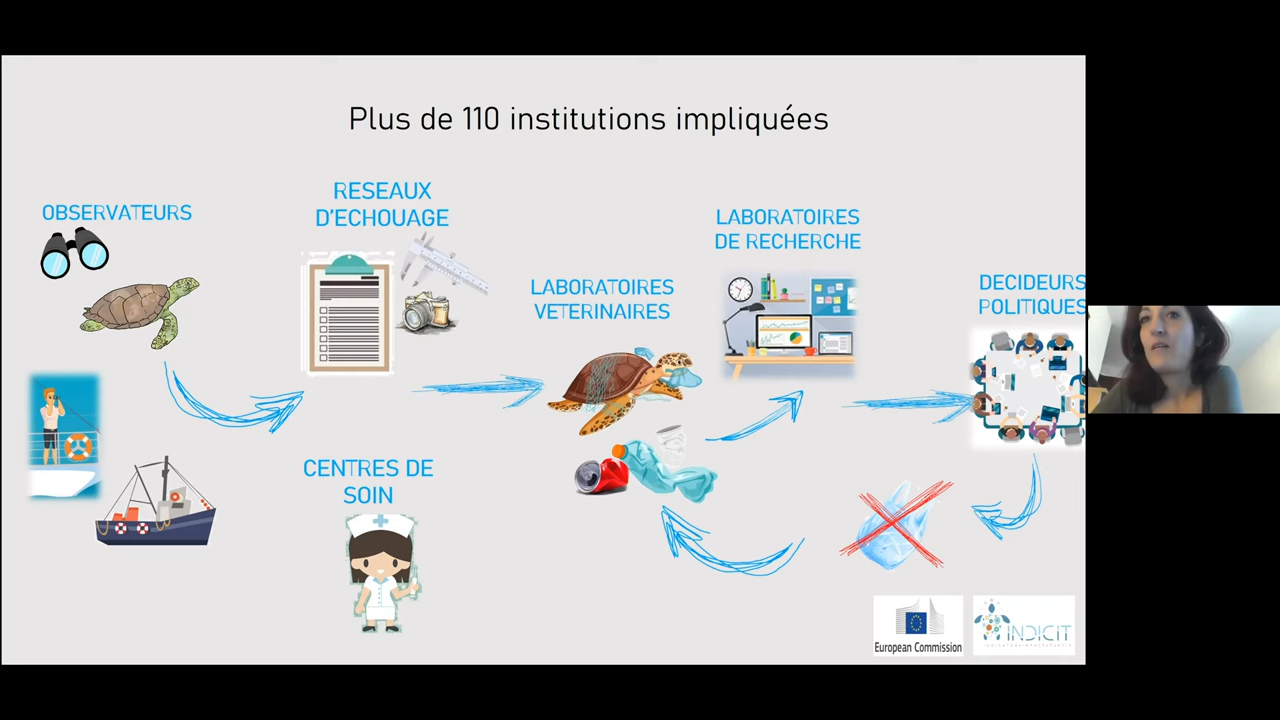 Plus de 110 institutions impliquées
OBSERVATEURS
RESEAUX
D'ECHOUAGE
CENTRES DE
SOIN
LABORATOIRES
VETERINAIRES
LABORATOIRES
DE RECHERCHE
DECIDEURS
POLITIQUES
European Commission
INDICIT